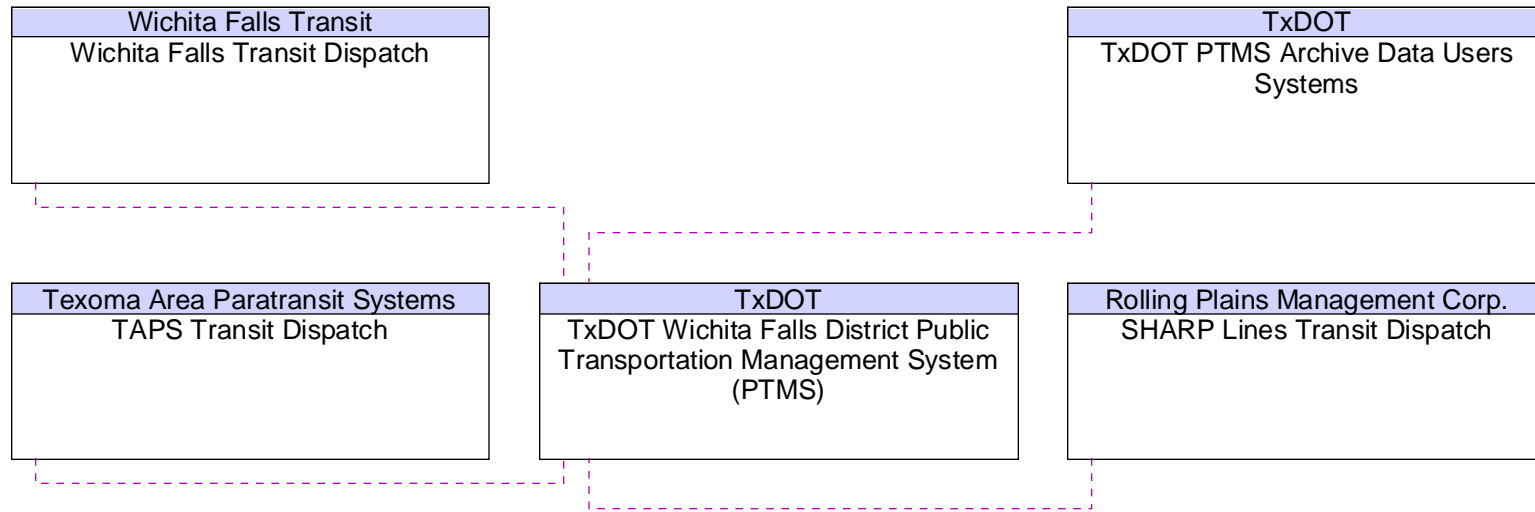 Wichita Falls Transit
Wichita Falls Transit Dispatch
TxDOT
TxDOT PTMS Archive Data Users
Systems
Texoma Area Paratransit Systems
TAPS Transit Dispatch
TxDOT
TxDOT Wichita Falls District Public
Transportation Management System
(PTMS)
Rolling Plains Management Corp.
SHARP Lines Transit Dispatch